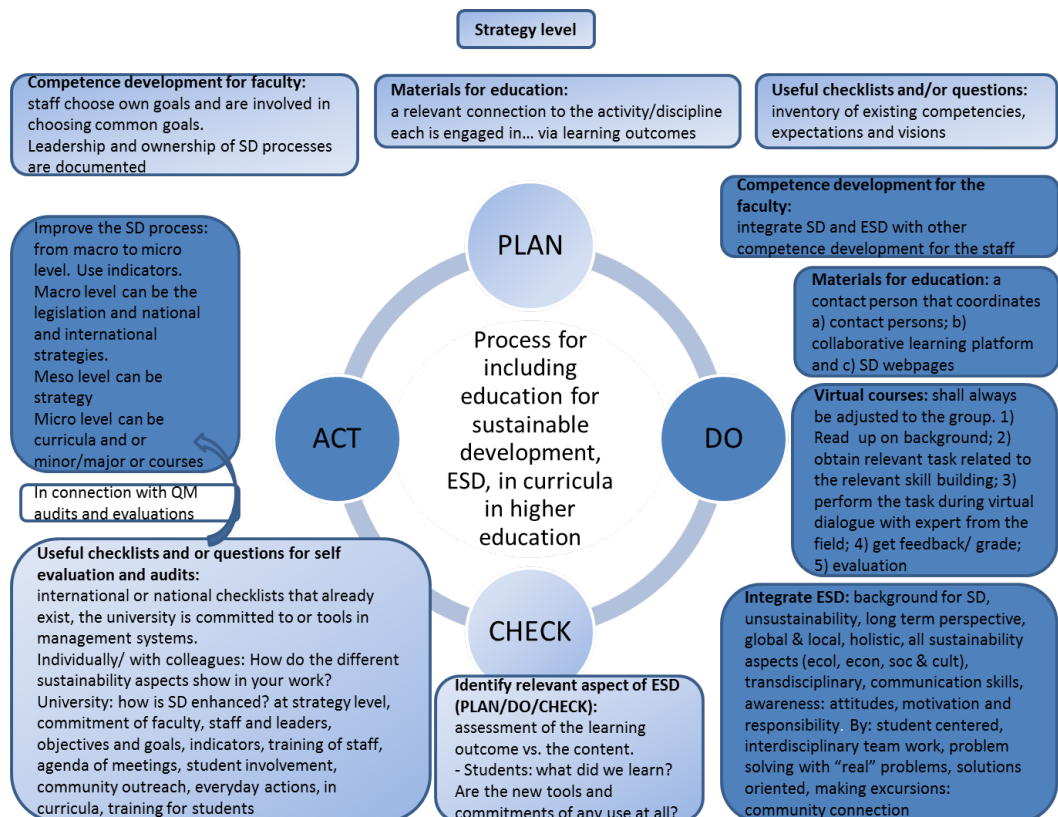 Strategy level
Competence development for faculty:
staff choose own goals and are involved in
choosing common goals.
Leadership and ownership of SD processes
are documented
Materials for education:
a relevant connection to the activity/discipline
each is engaged in... via learning outcomes
Useful checklists and/or questions:
inventory of existing competencies,
expectations and visions
PLAN
Competence development for the
faculty:
integrate SD and ESD with other
competence development for the staff
Materials for education: a
contact person that coordinates
a) contact persons; b)
collaborative learning platform
and c) SD webpages
DO
Virtual courses: shall always
be adjusted to the group. 1)
Read up on background; 2)
obtain relevant task related to
the relevant skill building; 3)
perform the task during virtual
dialogue with expert from the
field; 4) get feedback/ grade;
5) evaluation
Integrate ESD: background for SD,
unsustainability, long term perspective,
global & local, holistic, all sustainability
aspects (ecol, econ, soc & cult),
transdisciplinary, communication skills,
awareness: attitudes, motivation and
responsibility. By: student centered,
interdisciplinary team work, problem
solving with “real” problems, solutions
oriented, making excursions:
community connection
Process for
including
education for
sustainable
development,
ESD, in curricula
in higher
education
CHECK
Identify relevant aspect of ESD
(PLAN/DO/CHECK):
assessment of the learning
outcome vs. the content.
- Students: what did we learn?
Are the new tools and
commitments of any use at all?
ACT
Improve the SD process:
from macro to micro
level. Use indicators.
Macro level can be the
legislation and national
and international
strategies.
Meso level can be
strategy
Micro level can be
curricula and or
minor/major or courses
In connection with QM
audits and evaluations
Useful checklists and or questions for self
evaluation and audits:
international or national checklists that already
exist, the university is committed to or tools in
management systems.
Individually/ with colleagues: How do the different
sustainability aspects show in your work?
University: how is SD enhanced? at strategy level,
commitment of faculty, staff and leaders,
objectives and goals, indicators, training of staff,
agenda of meetings, student involvement,
community outreach, everyday actions, in
curricula, training for students